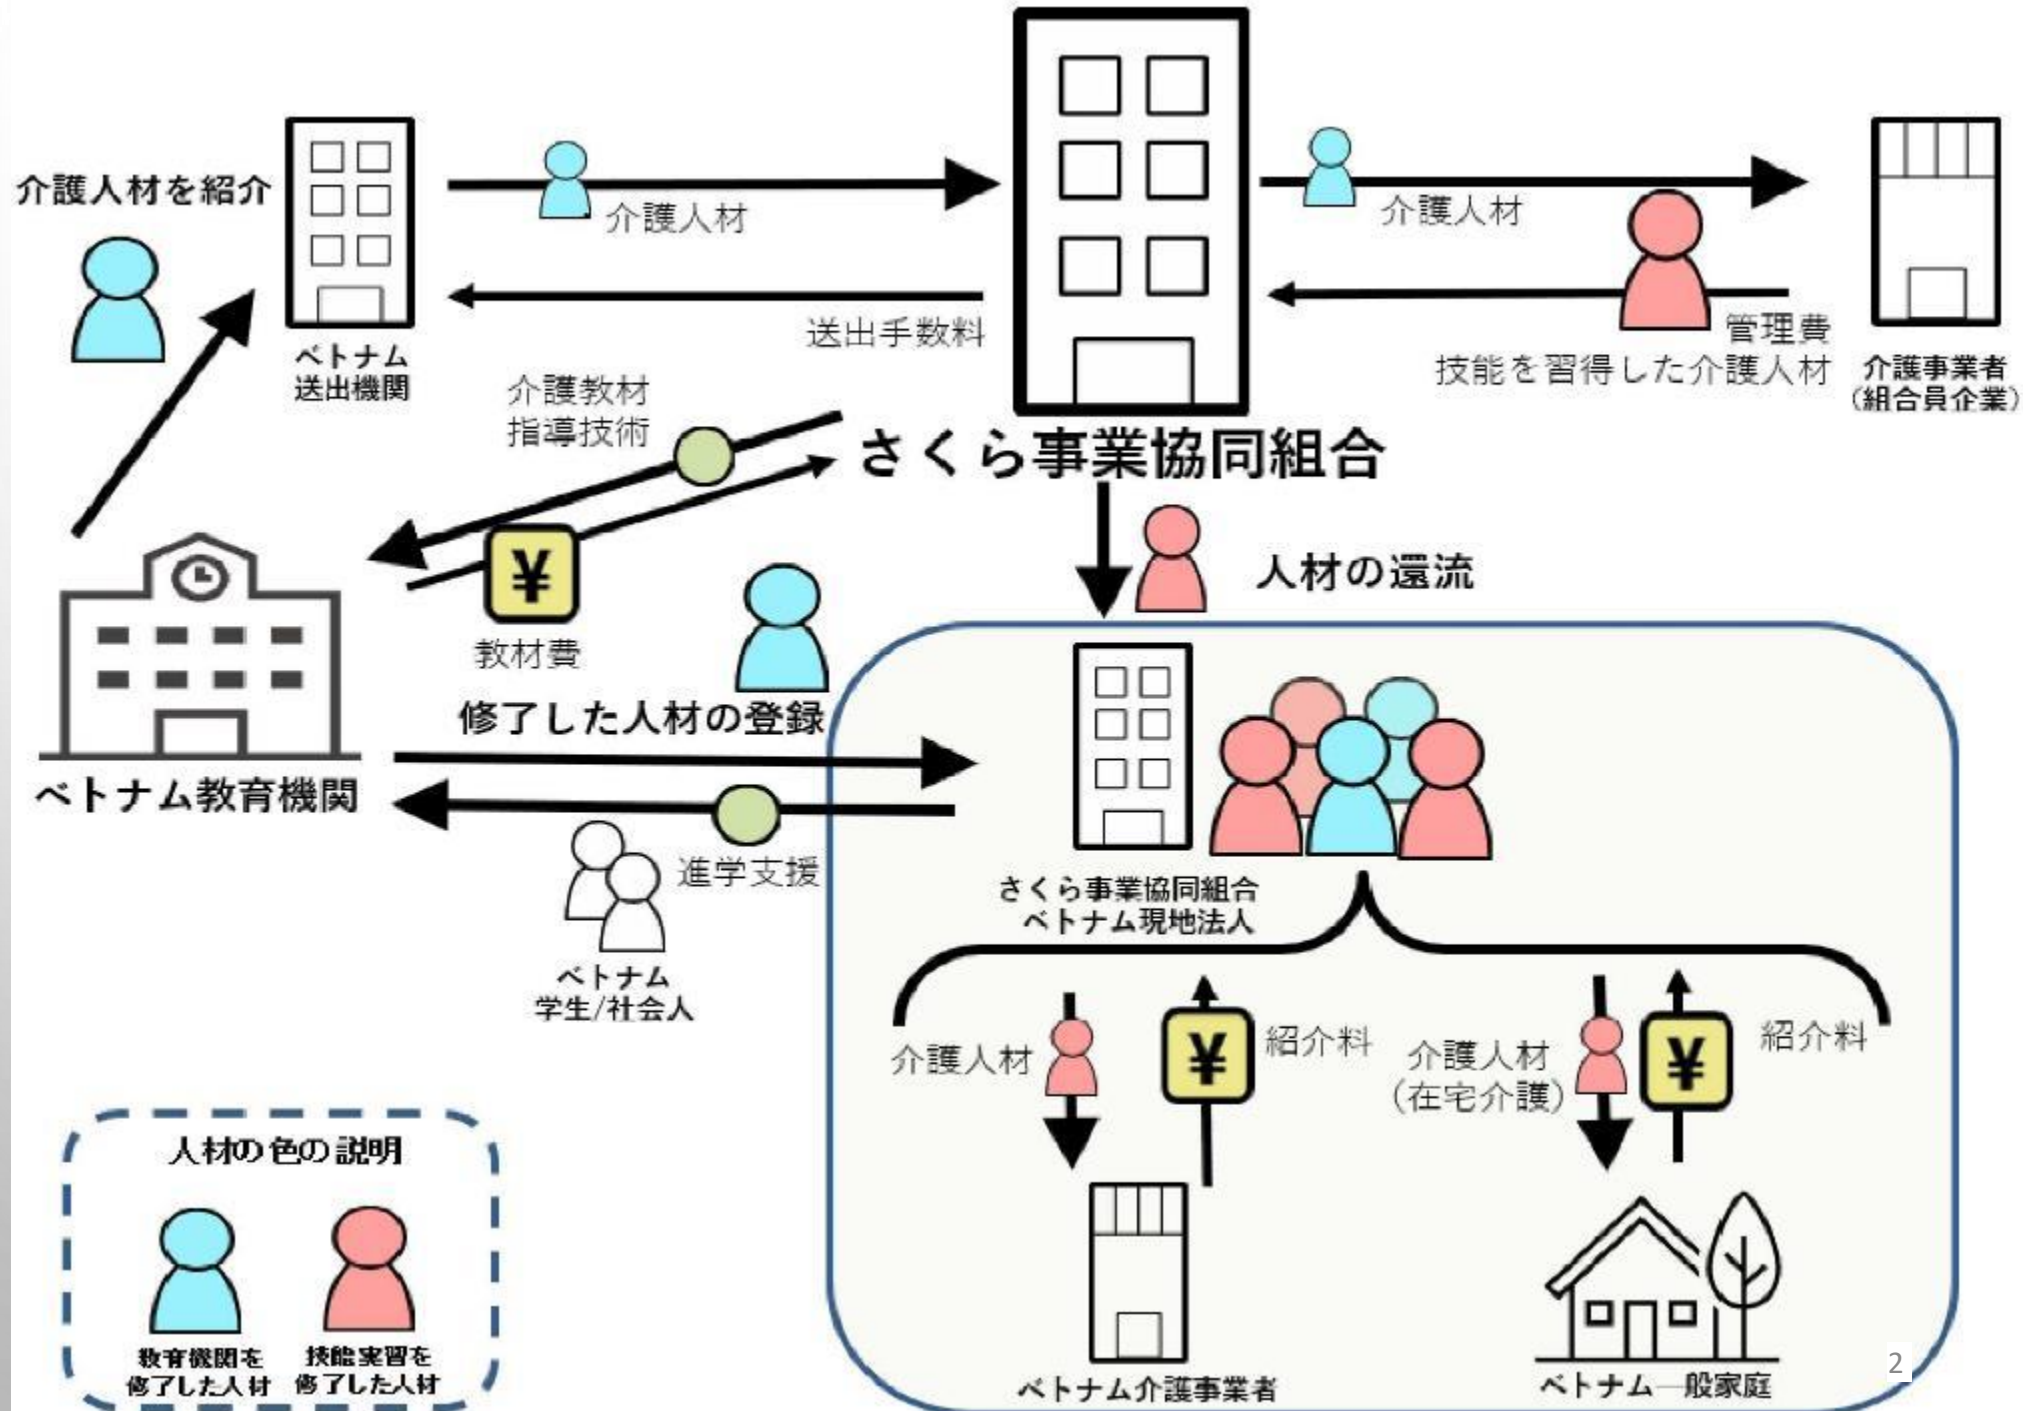 介護人材を紹介
ベトナム
送出機関
介護人材
送出手数料
介護人材
管理費
技能を習得した介護人材
介護事業者
（組合員企業）
介護教材
指導技術
さくら事業協同組合
¥
教材費
人材の還流
修了した人材の登録
ベトナム教育機関
進学支援
ベトナム
学生/社会人
さくら事業協同組合
ベトナム現地法人
介護人材
¥
紹介料
介護人材
（在宅介護）
¥
紹介料
ベトナム介護事業者
ベトナム一般家庭
人材の色の説明
教育機関を
修了した人材
技能実習を
修了した人材
2